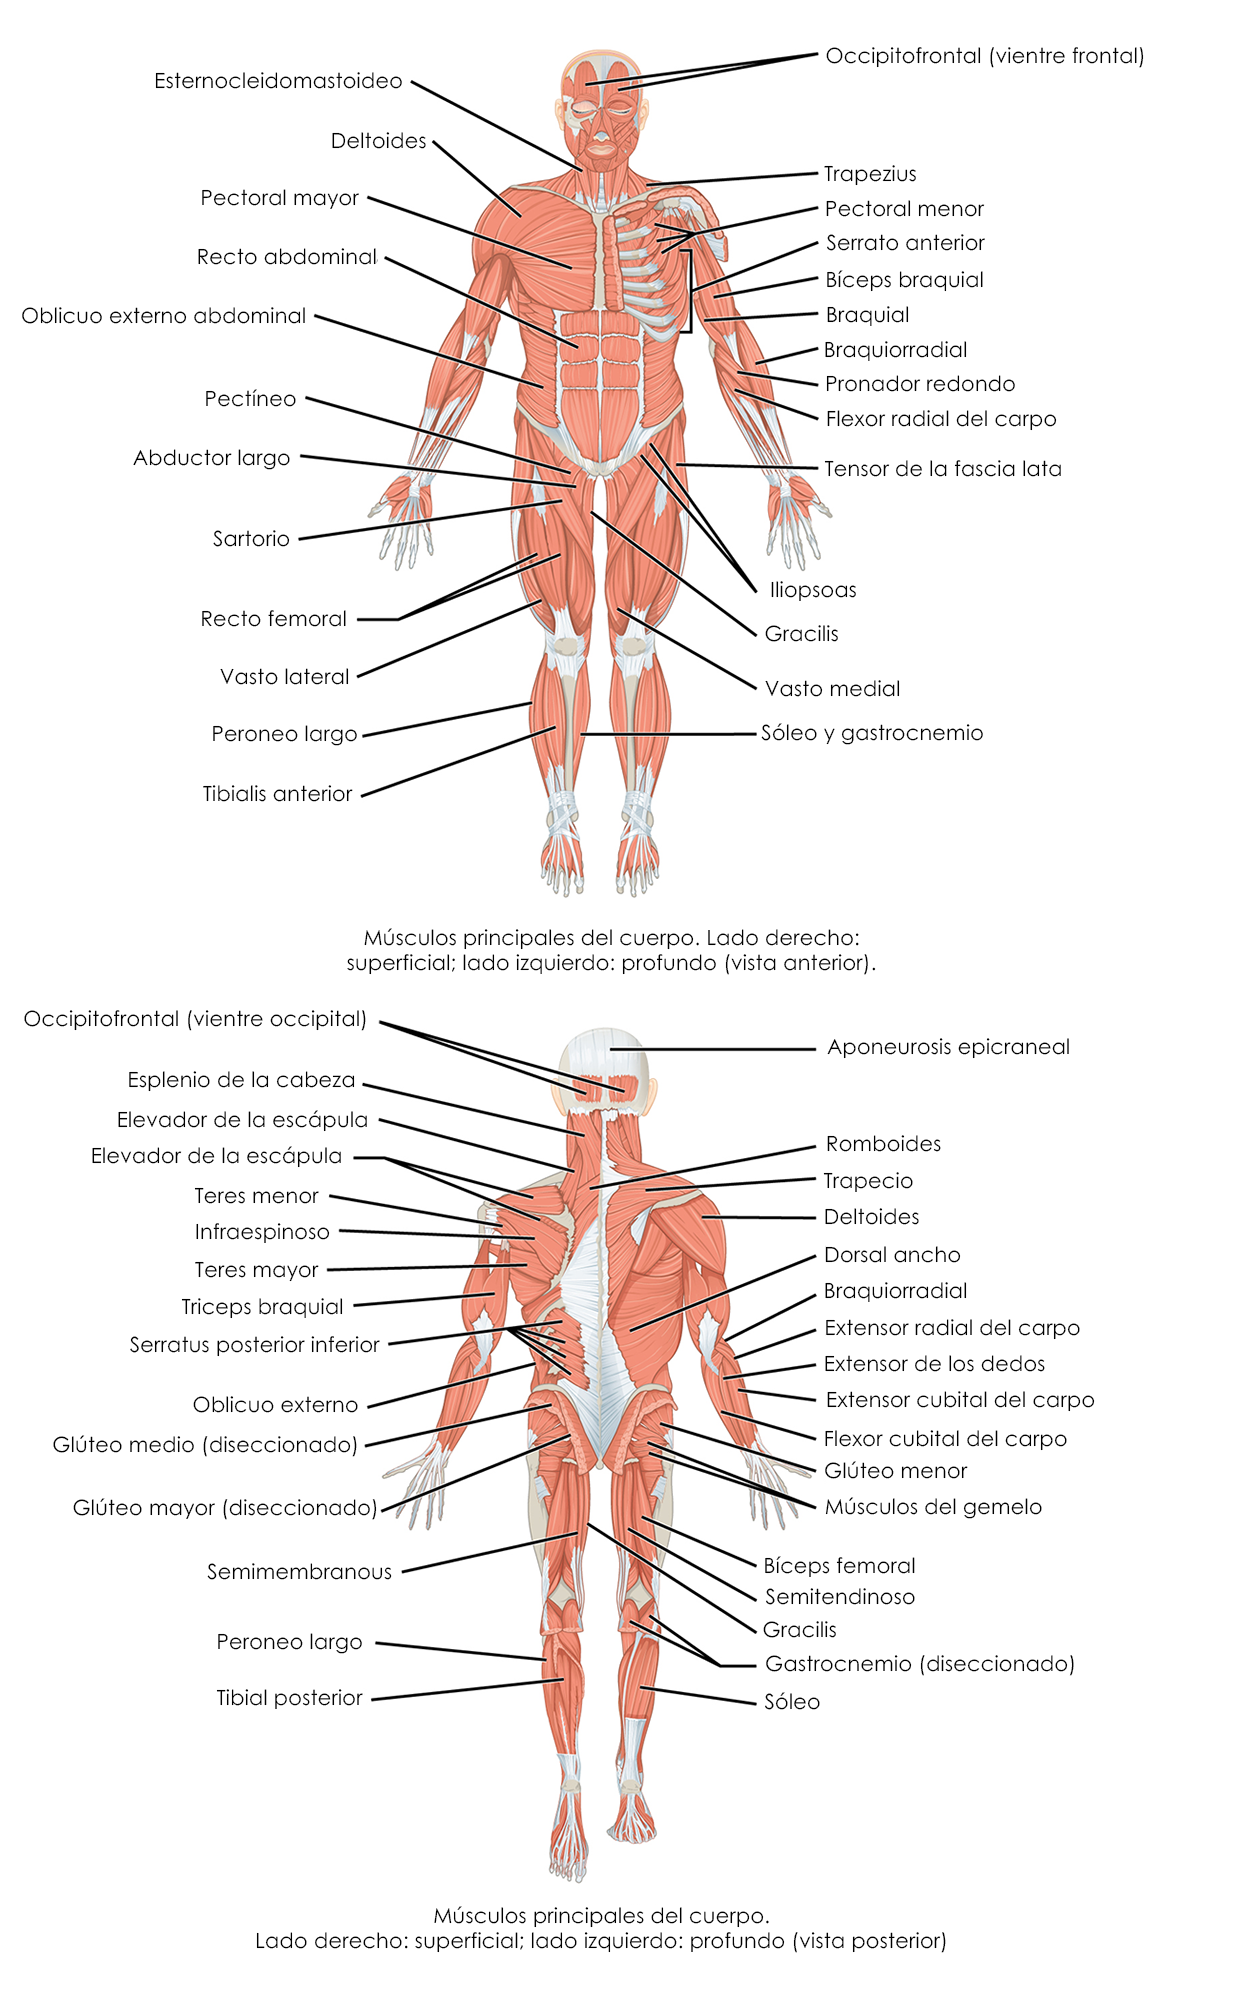 Occipitofrontal (vientre frontal)
Esternocleidomastoideo
Deltoides
Pectoral mayor
Recto abdominal
Oblicuo externo abdominal
Pectíneo
Abductor largo
Sartorio
Recto femoral
Vasto lateral
Peroneo largo
Tibialis anterior
Trapezius
Pectoral menor
Serrato anterior
Bíceps braquial
Braquial
Braquiorradial
Pronador redondo
Flexor radial del carpo
Tensor de la fascia lata
Iliopsoas
Gracilis
Vasto medial
Sóleo y gastrocnemio
Músculos principales del cuerpo. Lado derecho:
superficial; lado izquierdo: profundo (vista anterior).
Occipitofrontal (vientre occipital)
Esplenio de la cabeza
Elevador de la escápula
Elevador de la escápula
Teres menor
Infraespinoso
Teres mayor
Triceps braquial
Serratus posterior inferior
Oblicuo externo
Glúteo medio (diseccionado)
Glúteo mayor (diseccionado)
Semimembranous
Peroneo largo
Tibial posterior
Aponeurosis epicraneal
Romboides
Trapecio
Deltoides
Dorsal ancho
Braquiorradial
Extensor radial del carpo
Extensor de los dedos
Extensor cubital del carpo
Flexor cubital del carpo
Glúteo menor
Músculos del gemelo
Bíceps femoral
Semitendinoso
Gracilis
Gastrocnemio (diseccionado)
Sóleo
Músculos principales del cuerpo.
Lado derecho: superficial; lado izquierdo: profundo (vista posterior)